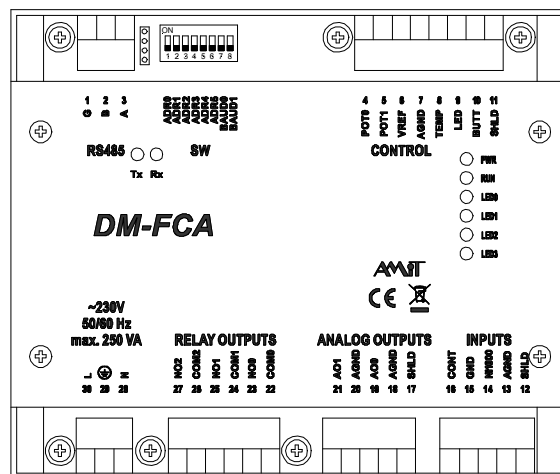 ON
1 2 3 4 5 6 7 8
1 2 3
G B A
ADR0 ADR1 ADR2 ADR3 ADR4 ADR5 BAUD0 BAUD1
4 5 6 7 8 9 10 11
POT0 POT1 VREF AGND TEMP LED BUTT SHLD
RS485 SW CONTROL
Tx Rx
PWR
RUN
LED0
LED1
LED2
LED3
DM-FCA
AMiT
CE
~230V
50/60 Hz
max. 250 VA
RELAY OUTPUTS ANALOG OUTPUTS INPUTS
L N
30 29 28
NO2 COM2 NO1 COM1 NO0 COM0
27 26 25 24 23 22
AO1 AGND AO0 AGND SHLD
21 20 19 18 17
CONT GND NI1000 AGND SHLD
16 15 14 13 12